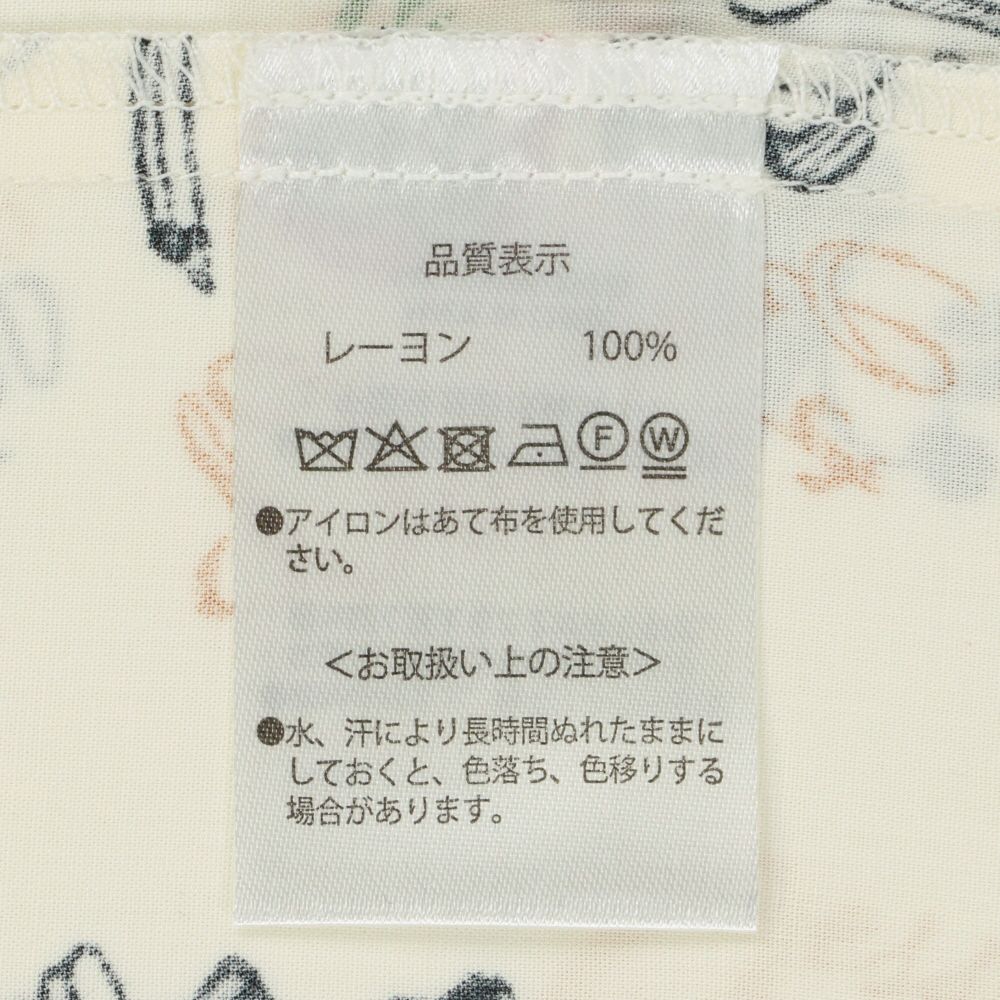 品質表示
レーヨン 100%
F W
●アイロンはあて布を使用してくだ
さい。
＜お取扱い上の注意＞
●水、汗により長時間ぬれたままに
しておくと、色落ち、色移りする
場合があります。